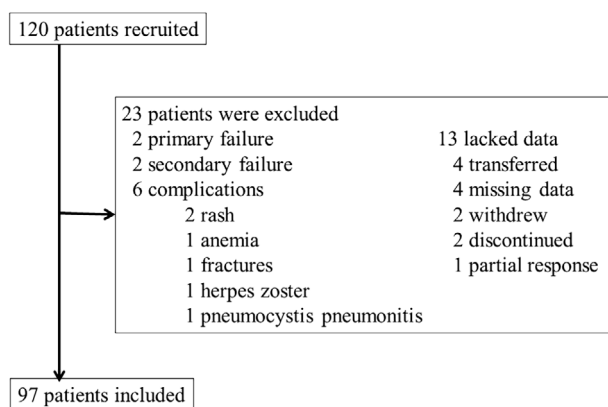 120 patients recruited
23 patients were excluded
2 primary failure
2 secondary failure
6 complications
2 rash
1 anemia
1 fractures
1 herpes zoster
1 pneumocystis pneumonitis
13 lacked data
4 transferred
4 missing data
2 withdrew
2 discontinued
1 partial response
97 patients included